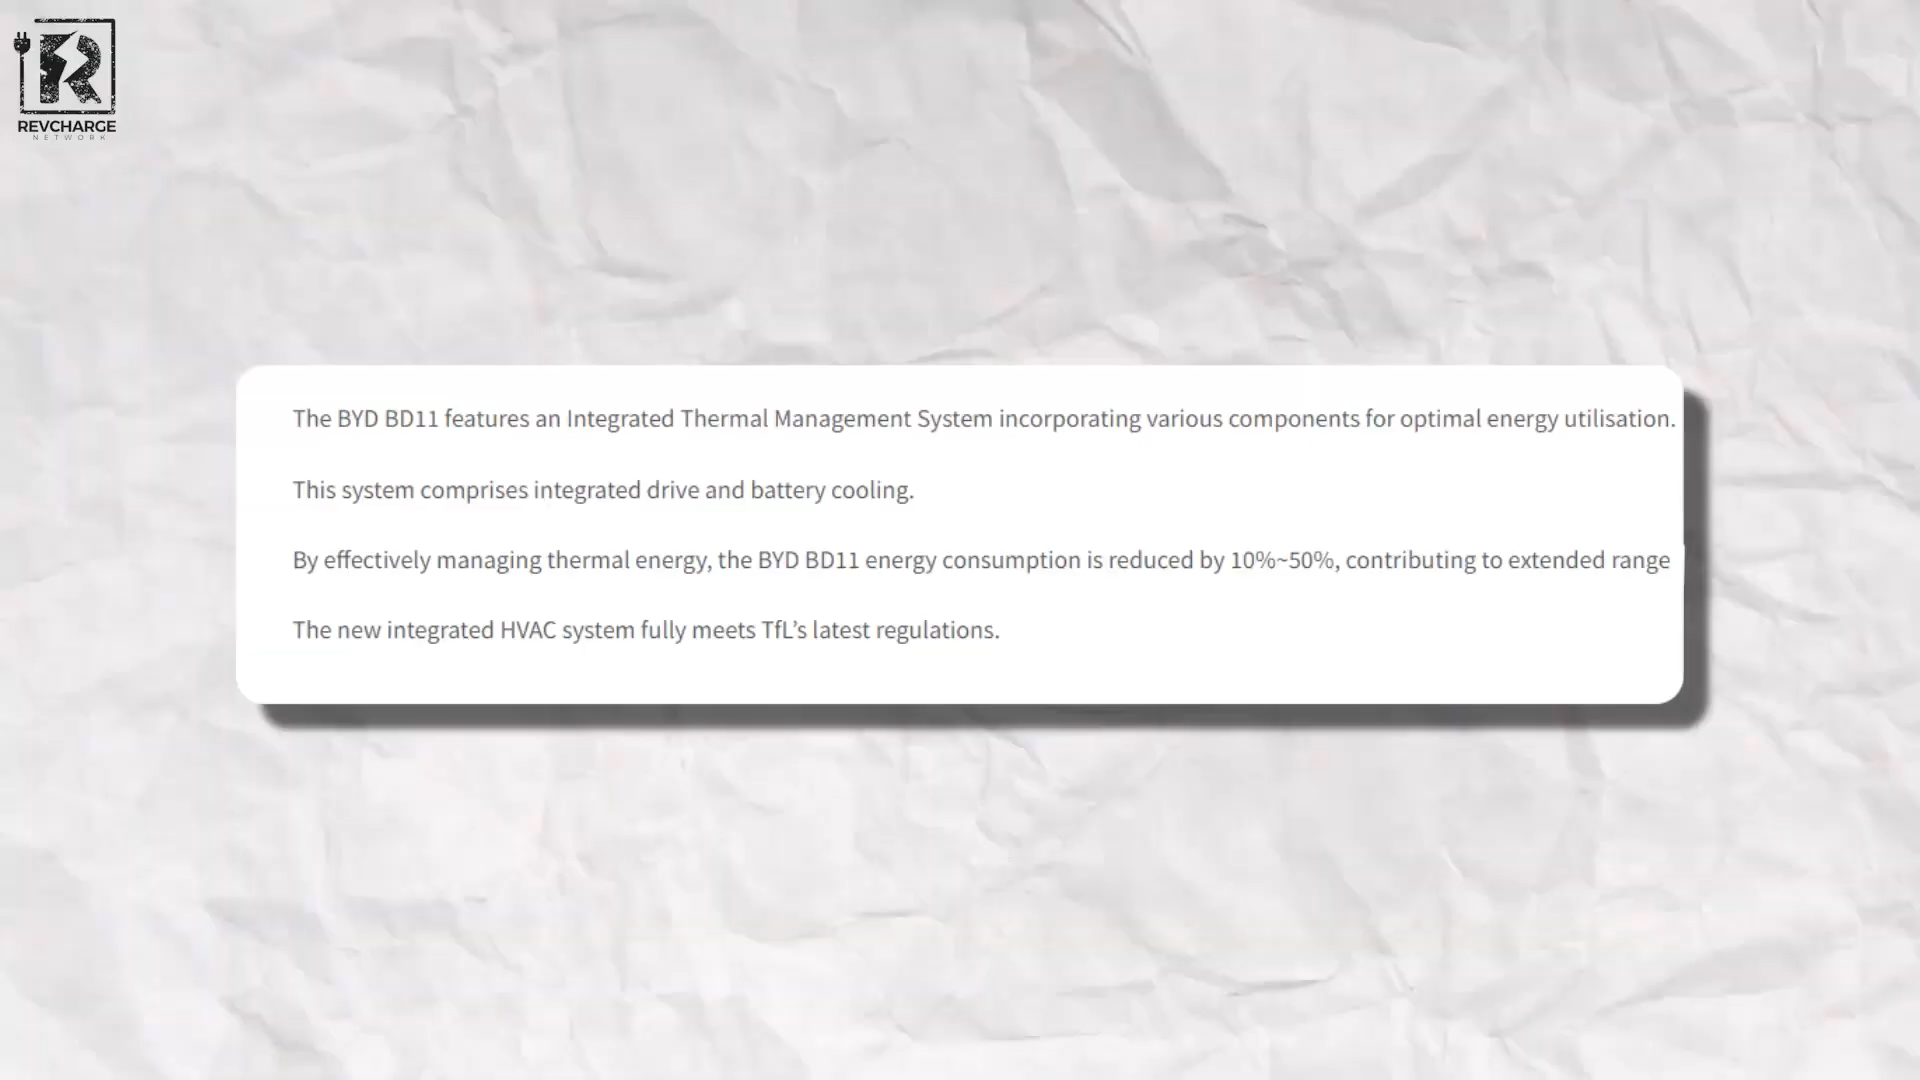 R
REVCHARGE
NETWORK
The BYD BD11 features an Integrated Thermal Management System incorporating various components for optimal energy utilisation.
This system comprises integrated drive and battery cooling.
By effectively managing thermal energy, the BYD BD11 energy consumption is reduced by 10%~50%, contributing to extended range
The new integrated HVAC system fully meets TfL’s latest regulations.